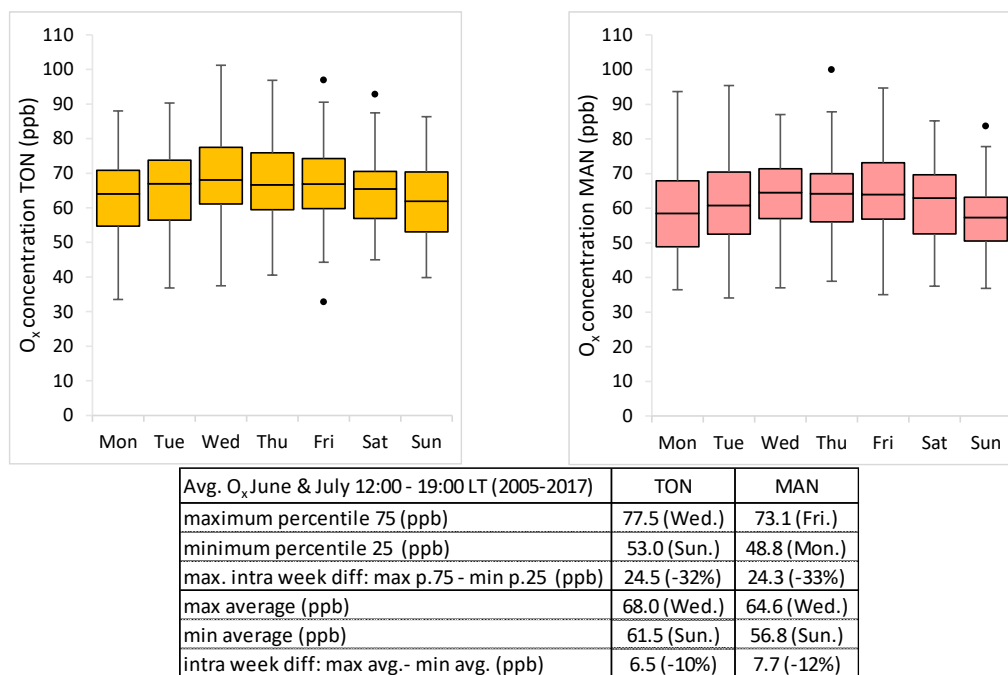 Oₓ concentration TON (ppb)
110
100
90
80
70
60
50
40
30
20
10
0
Mon Tue Wed Thu Fri Sat Sun
Oₓ concentration MAN (ppb)
110
100
90
80
70
60
50
40
30
20
10
0
Mon Tue Wed Thu Fri Sat Sun
Avg. Oₓ June & July 12:00 - 19:00 LT (2005-2017) TON MAN
maximum percentile 75 (ppb) 77.5 (Wed.) 73.1 (Fri.)
minimum percentile 25 (ppb) 53.0 (Sun.) 48.8 (Mon.)
max. intra week diff: max p.75 - min p.25 (ppb) 24.5 (-32%) 24.3 (-33%)
max average (ppb) 68.0 (Wed.) 64.6 (Wed.)
min average (ppb) 61.5 (Sun.) 56.8 (Sun.)
intra week diff: max avg.- min avg. (ppb) 6.5 (-10%) 7.7 (-12%)